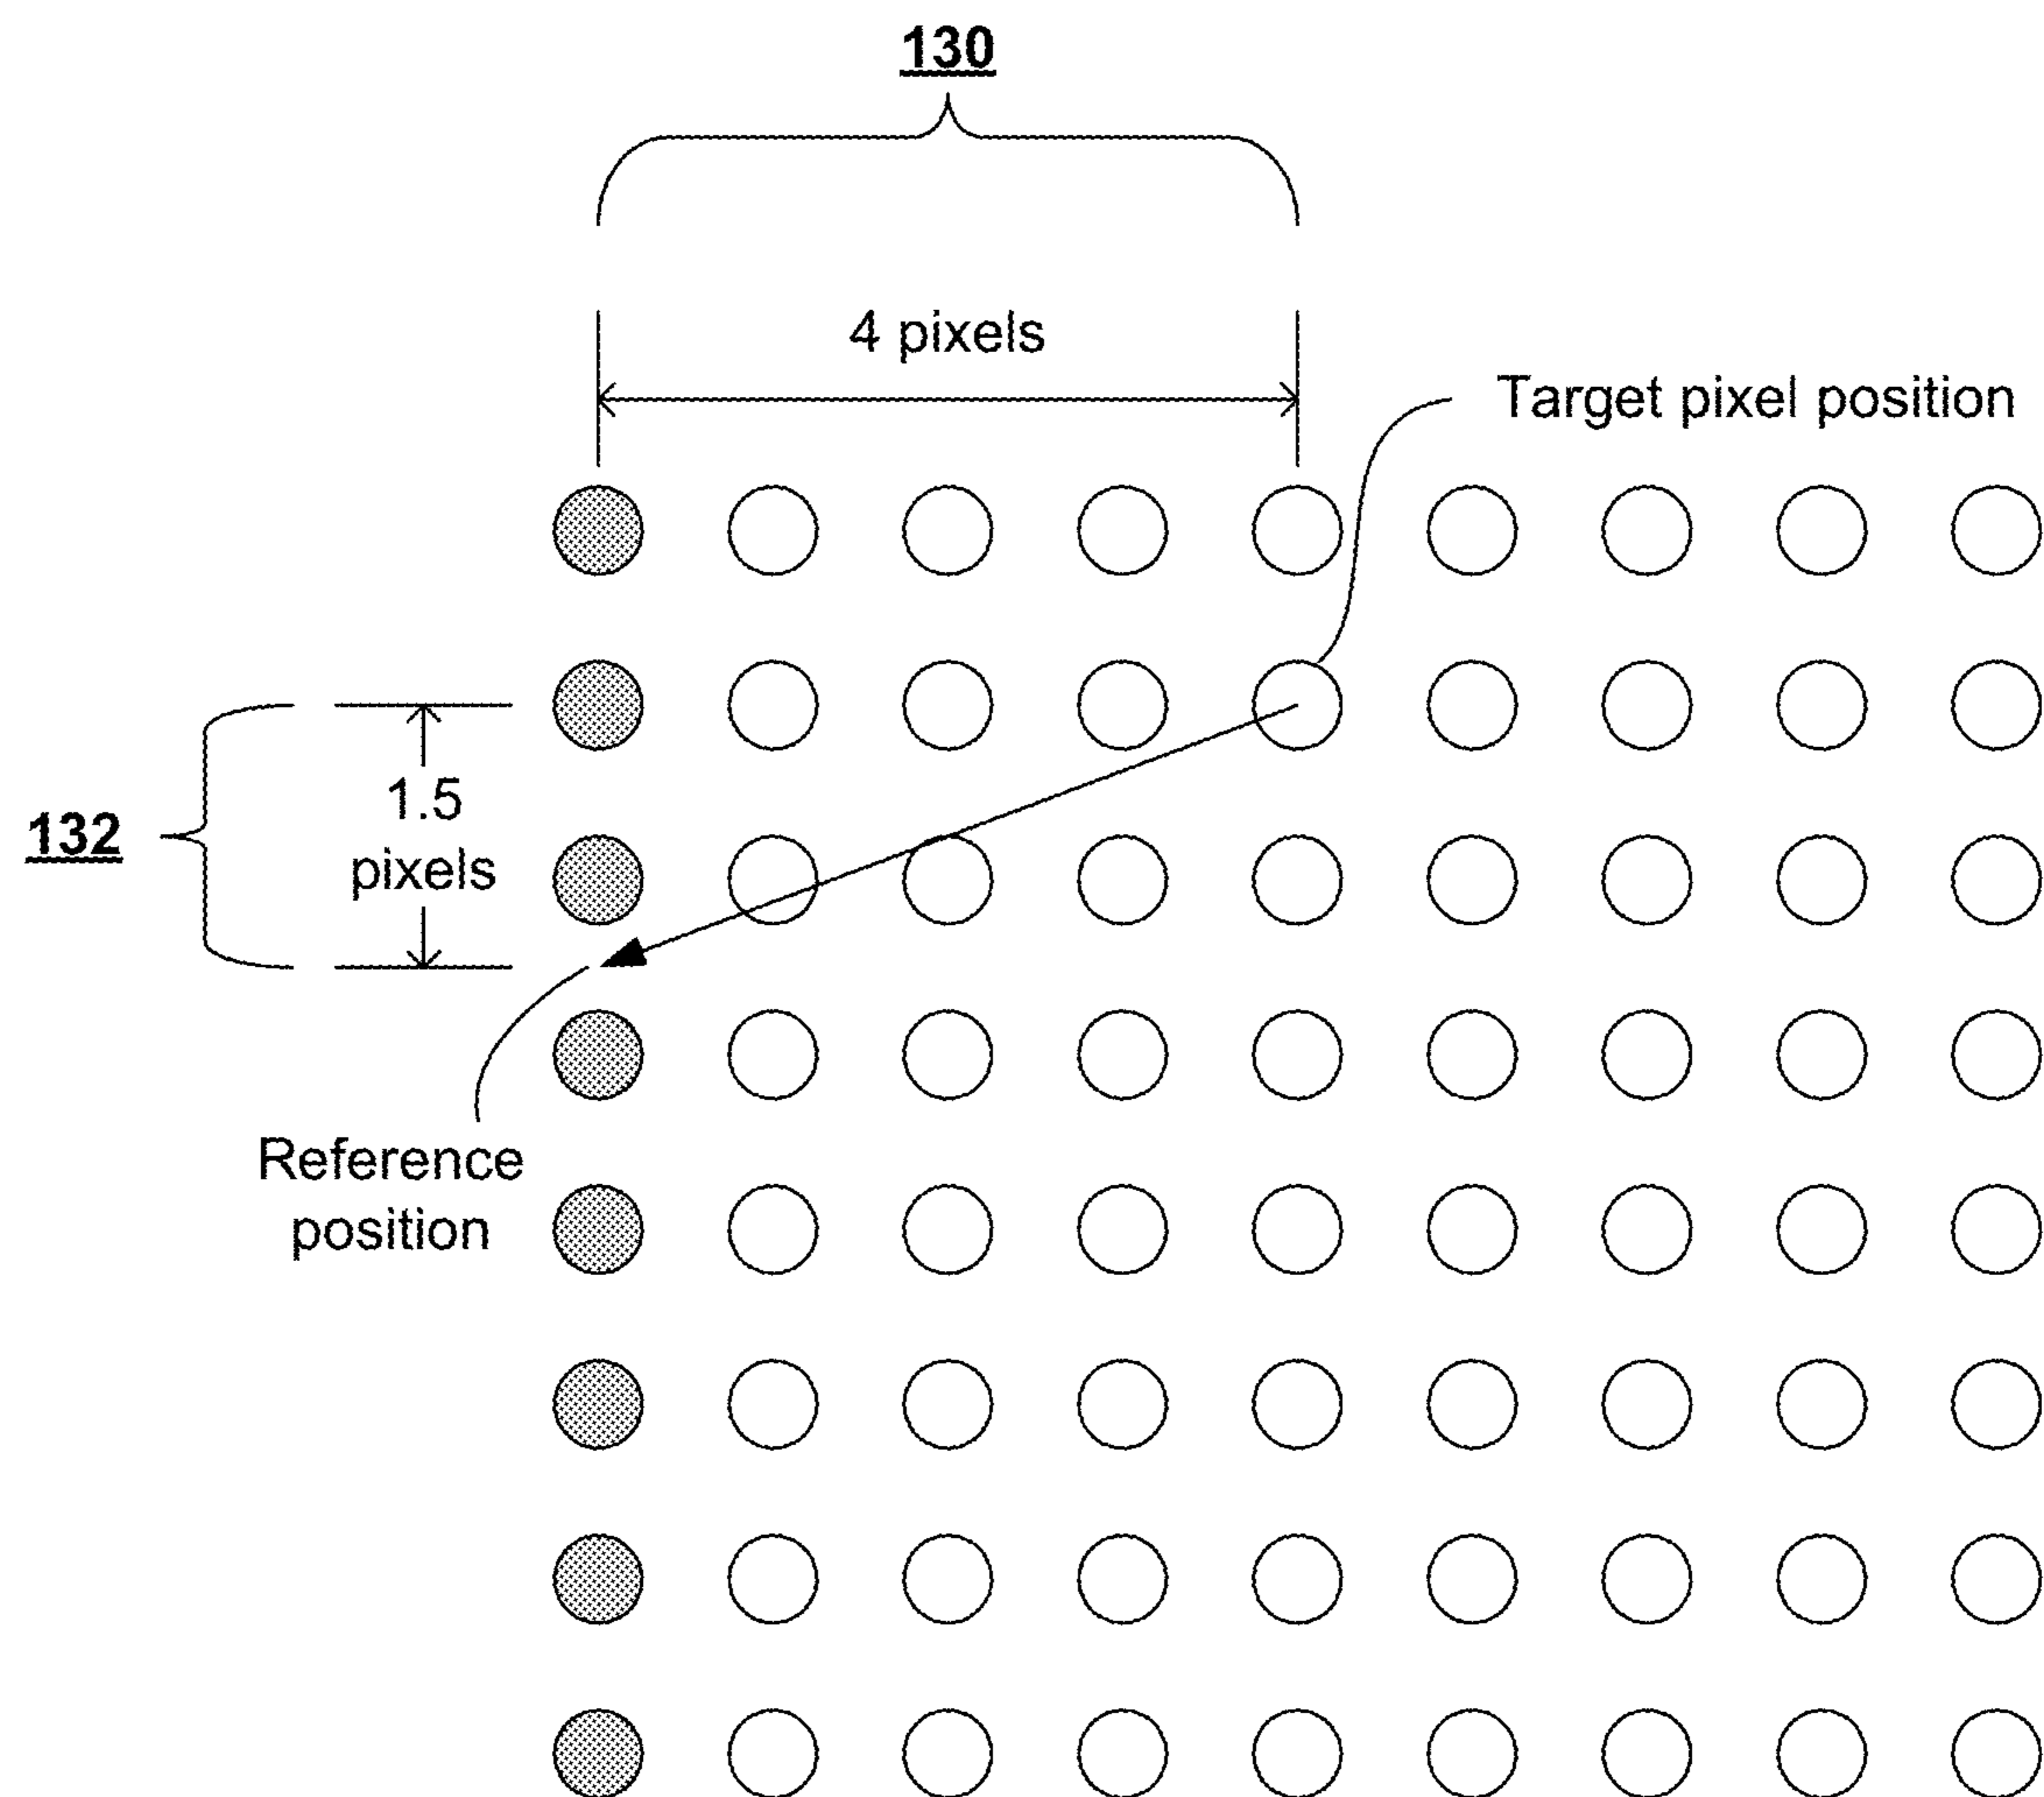 130
4 pixels
Target pixel position
132
1.5
pixels
Reference
position